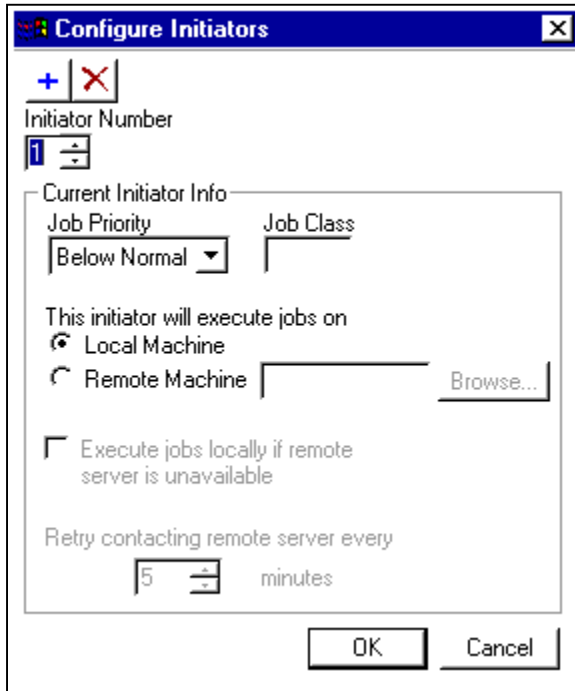 Configure Initiators
Initiator Number
1
Current Initiator Info
Job Priority Job Class
Below Normal
This initiator will execute jobs on
Local Machine
Remote Machine Browse...
Execute jobs locally if remote
server is unavailable
Retry contacting remote server every
5 minutes
OK Cancel